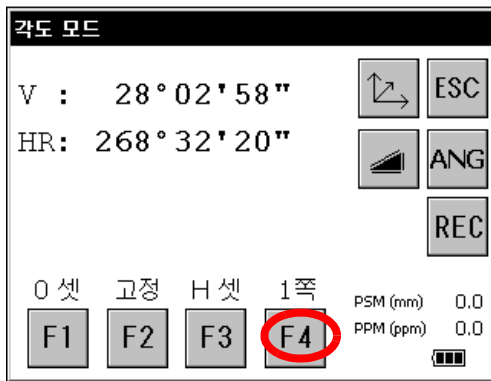 각도 모드
V : 28°02'58"
ESC
HR: 268°32'20"
ANG
REC
0 셋 고정 H 셋 1쪽
F1 F2 F3 F4
PSM (mm) 0.0
PPM (ppm) 0.0